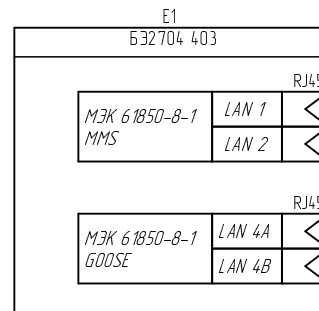 E1
БЭ2704 403
RJ45
МЭК 61850-8-1
MMS
LAN 1
LAN 2
RJ45
МЭК 61850-8-1
GOOSE
LAN 4A
LAN 4B